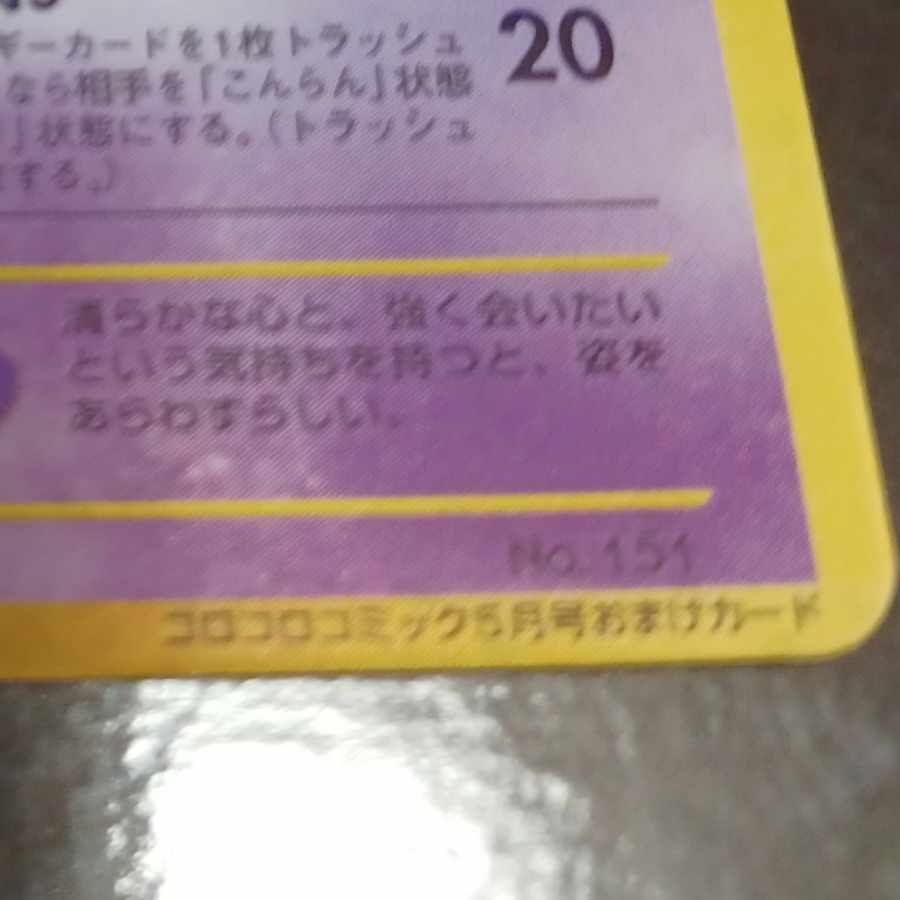 ギーカードを1枚トラッシュ 20
なら相手を「こんらん」状態
」状態にする。（トラッシュ
する。）
清らかな心と、強く会いたい
という気持ちを持つと、姿を
あらわすらしい。
No. 151
コロコロコミック5月号おまけカード